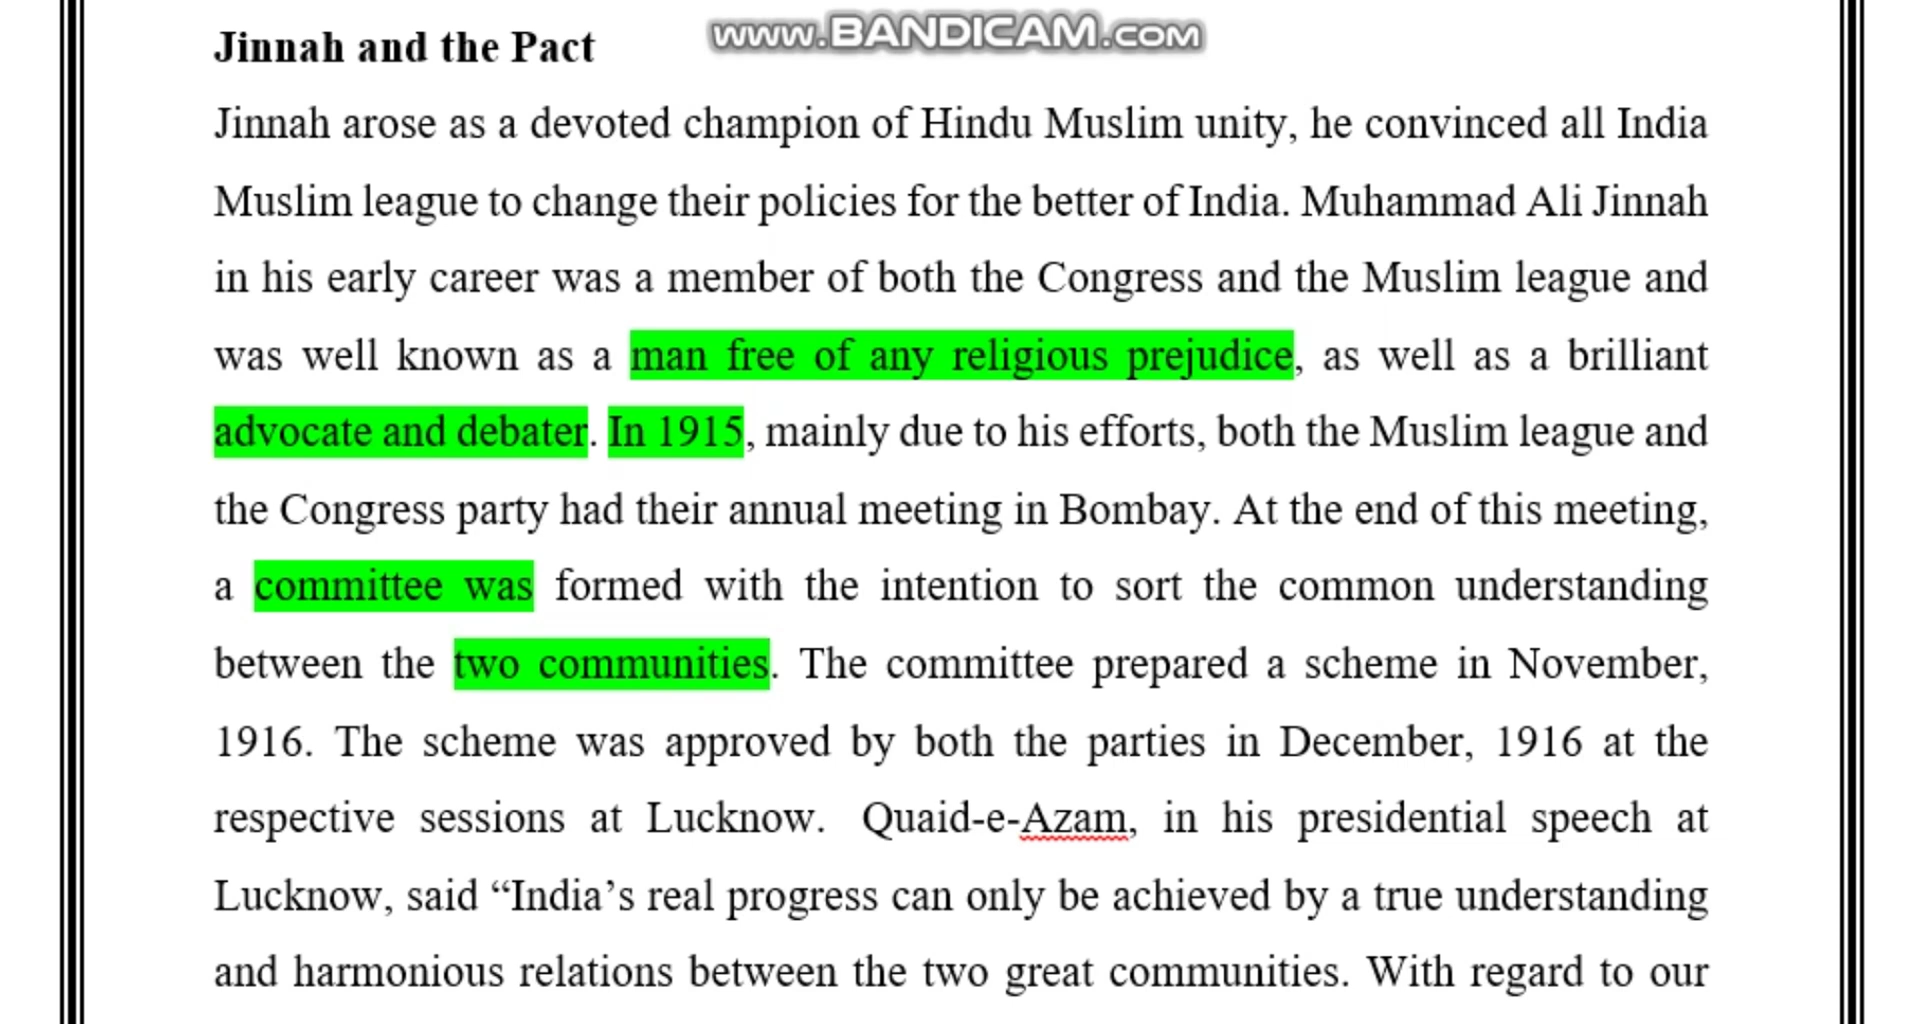 www.BANDICAM.com
Jinnah and the Pact
Jinnah arose as a devoted champion of Hindu Muslim unity, he convinced all India
Muslim league to change their policies for the better of India. Muhammad Ali Jinnah
in his early career was a member of both the Congress and the Muslim league and
was well known as a man free of any religious prejudice, as well as a brilliant
advocate and debater. In 1915, mainly due to his efforts, both the Muslim league and
the Congress party had their annual meeting in Bombay. At the end of this meeting,
a committee was formed with the intention to sort the common understanding
between the two communities. The committee prepared a scheme in November,
1916. The scheme was approved by both the parties in December, 1916 at the
respective sessions at Lucknow. Quaid-e-Azam, in his presidential speech at
Lucknow, said “India’s real progress can only be achieved by a true understanding
and harmonious relations between the two great communities. With regard to our